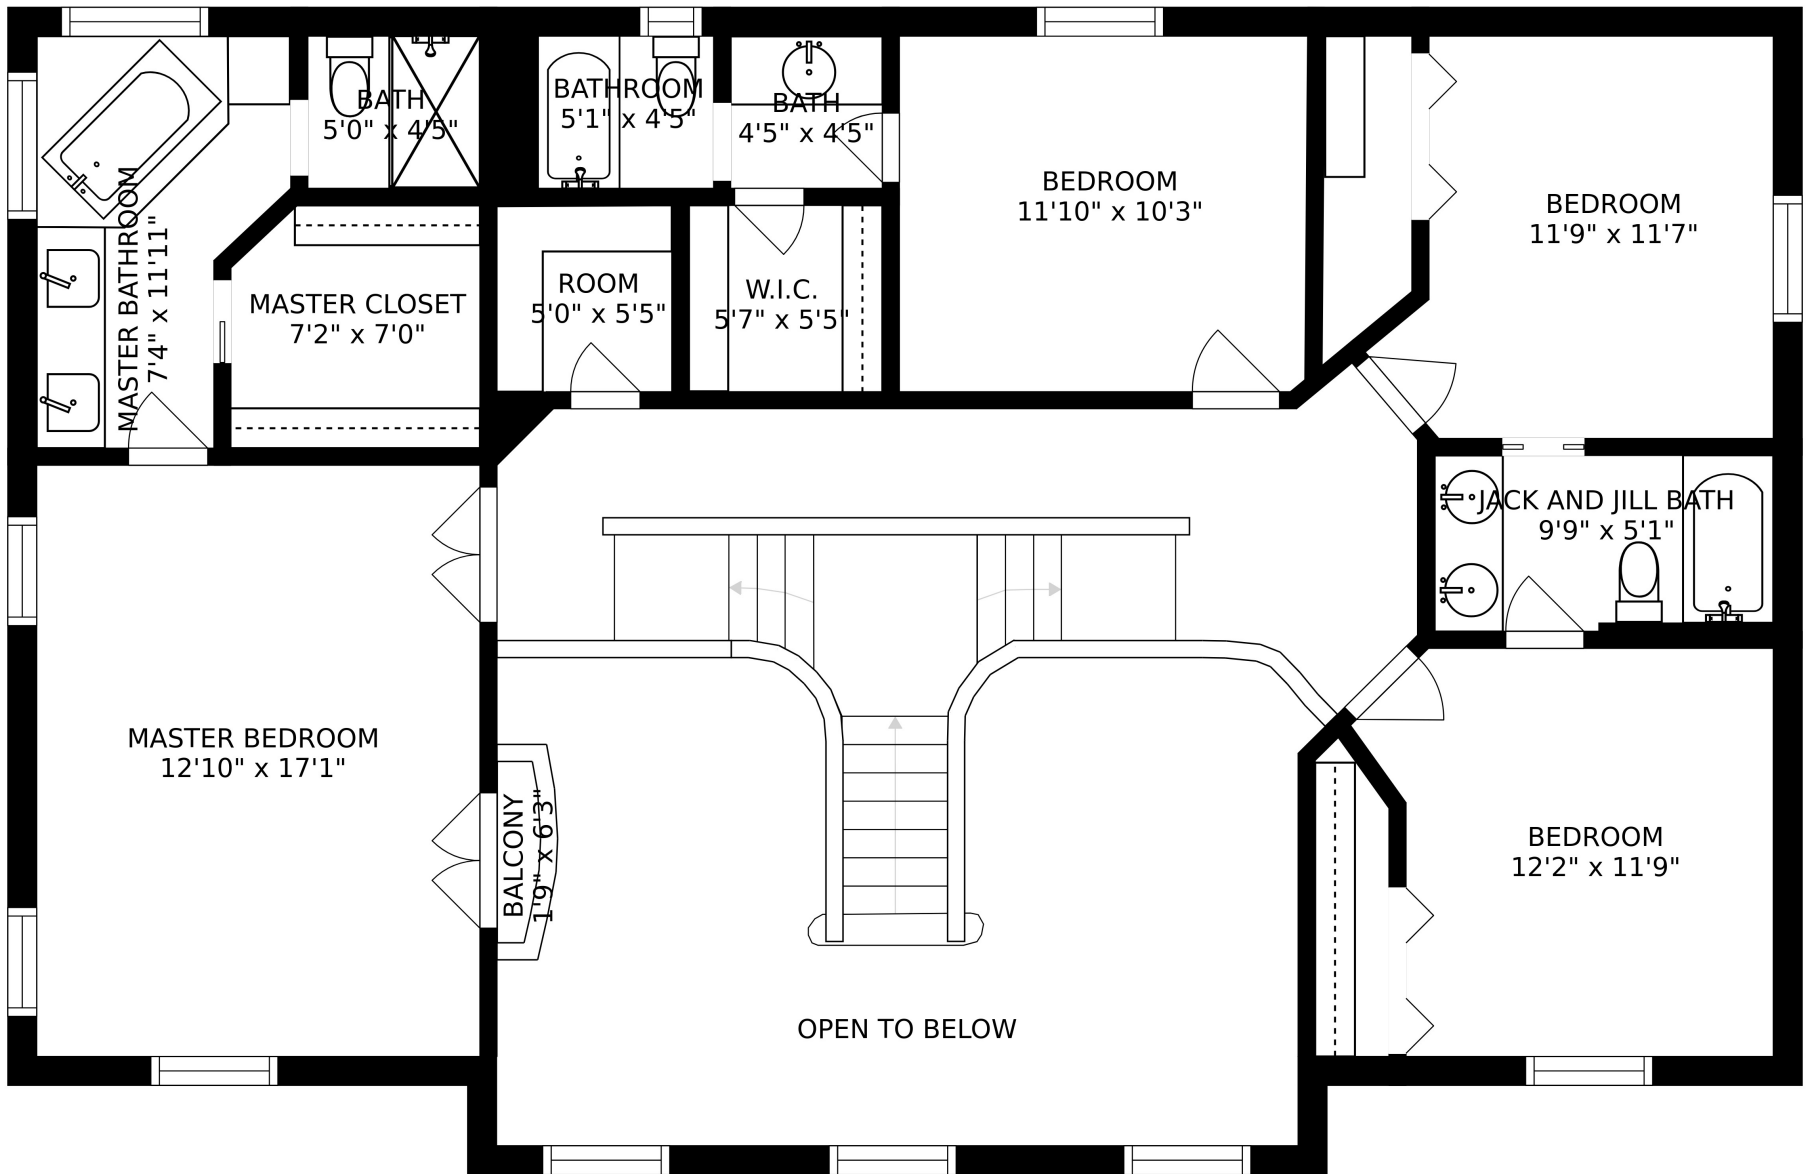 BATH
5'0" x 4'5"
BATHROOM
5'1" x 4'5"
BATH
4'5" x 4'5"
BEDROOM
11'10" x 10'3"
BEDROOM
11'9" x 11'7"
MASTER BATHROOM
7'4" x 11'11"
MASTER CLOSET
7'2" x 7'0"
ROOM
5'0" x 5'5"
W.I.C.
5'7" x 5'5"
JACK AND JILL BATH
9'9" x 5'1"
MASTER BEDROOM
12'10" x 17'1"
BALCONY
1'9" x 6'3"
BEDROOM
12'2" x 11'9"
OPEN TO BELOW